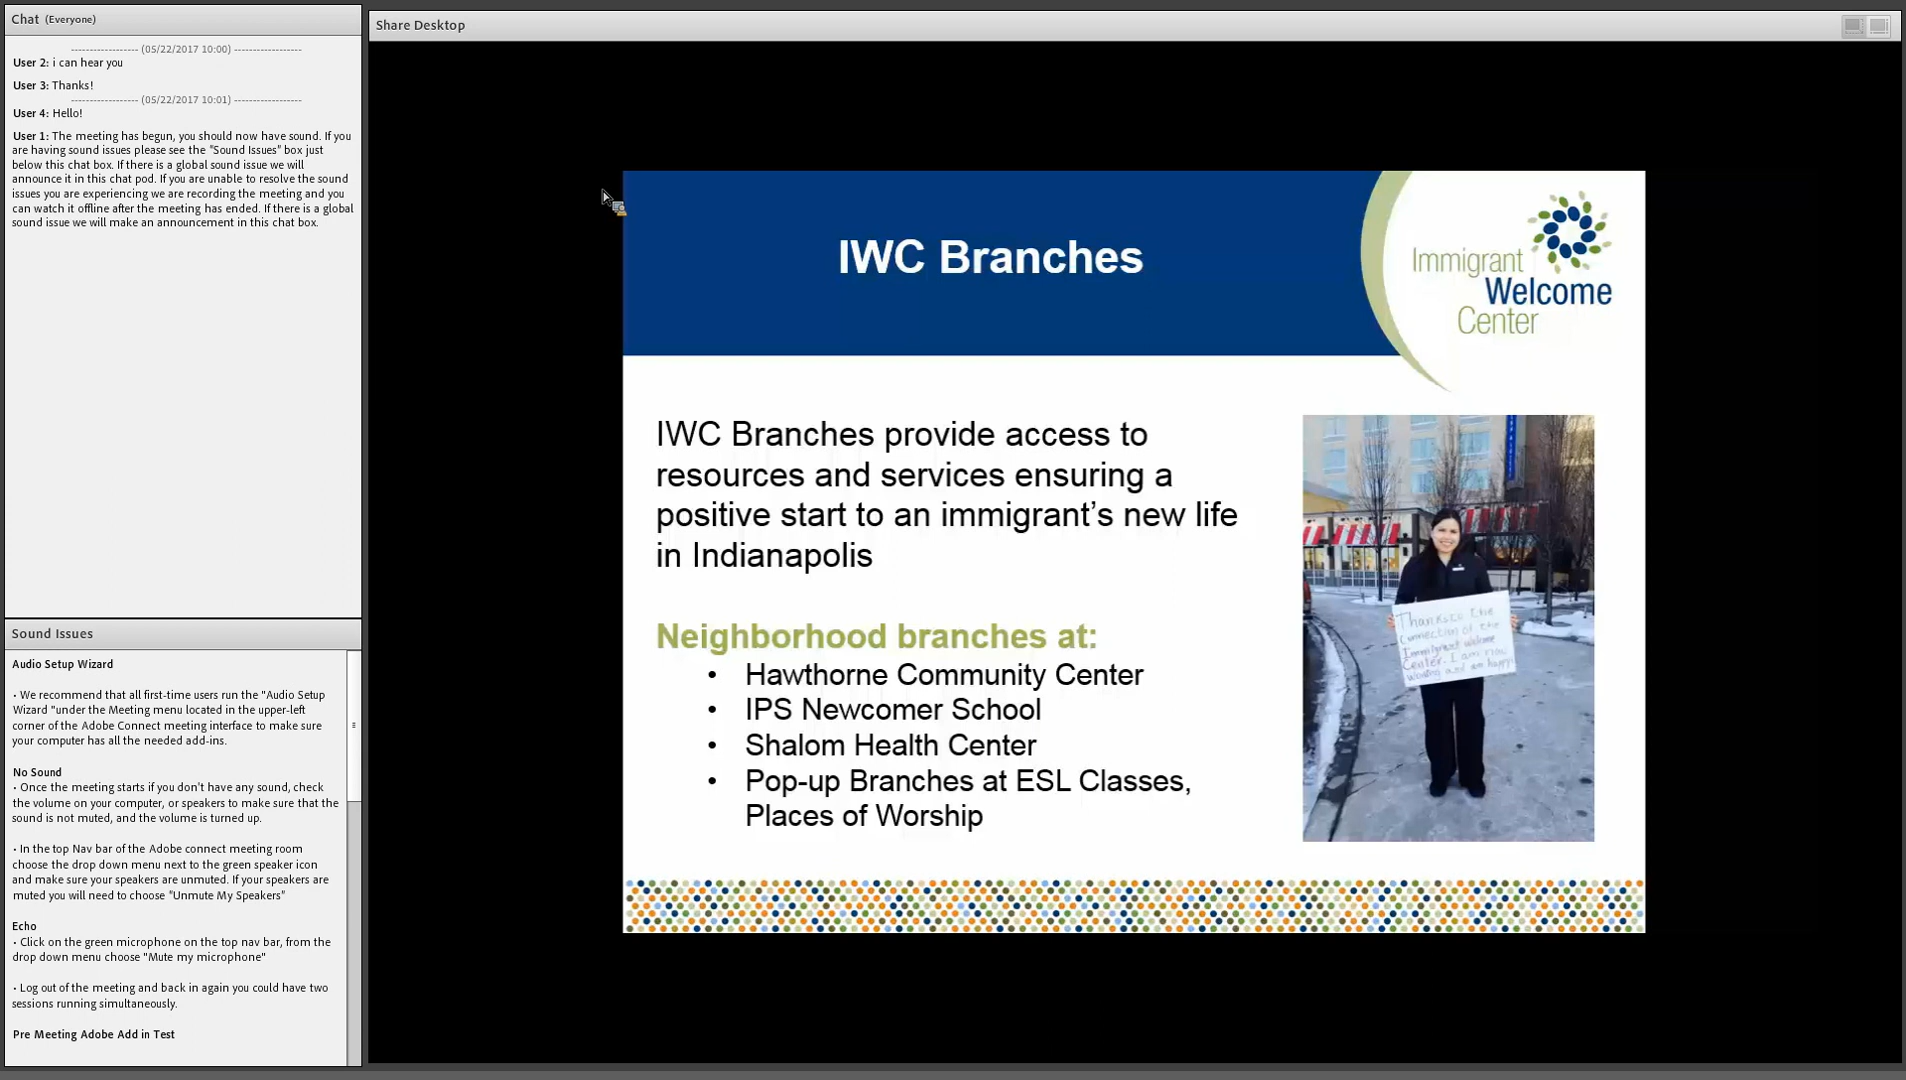 Chat (Everyone)
------------------ (05/22/2017 10:00) ------------------
User 2: i can hear you
User 3: Thanks!
------------------ (05/22/2017 10:01) ------------------
User 4: Hello!
User 1: The meeting has begun, you should now have sound. If you
are having sound issues please see the "Sound Issues" box just
below this chat box. If there is a global sound issue we will
announce it in this chat pod. If you are unable to resolve the sound
issues you are experiencing we are recording the meeting and you
can watch it offline after the meeting has ended. If there is a global
sound issue we will make an announcement in this chat box.
Sound Issues
Audio Setup Wizard
• We recommend that all first-time users run the "Audio Setup
Wizard "under the Meeting menu located in the upper-left
corner of the Adobe Connect meeting interface to make sure
your computer has all the needed add-ins.
No Sound
• Once the meeting starts if you don't have any sound, check
the volume on your computer, or speakers to make sure that the
sound is not muted, and the volume is turned up.
• In the top Nav bar of the Adobe connect meeting room
choose the drop down menu next to the green speaker icon
and make sure your speakers are unmuted. If your speakers are
muted you will need to choose "Unmute My Speakers"
Echo
• Click on the green microphone on the top nav bar, from the
drop down menu choose "Mute my microphone"
• Log out of the meeting and back in again you could have two
sessions running simultaneously.
Pre Meeting Adobe Add in Test
Share Desktop
IWC Branches
Immigrant
Welcome
Center
IWC Branches provide access to
resources and services ensuring a
positive start to an immigrant's new life
in Indianapolis
Neighborhood branches at:
• Hawthorne Community Center
• IPS Newcomer School
• Shalom Health Center
• Pop-up Branches at ESL Classes,
Places of Worship
Thanks to the
Connection of the
Immigrant welcome
Center. I am now
working and am happy